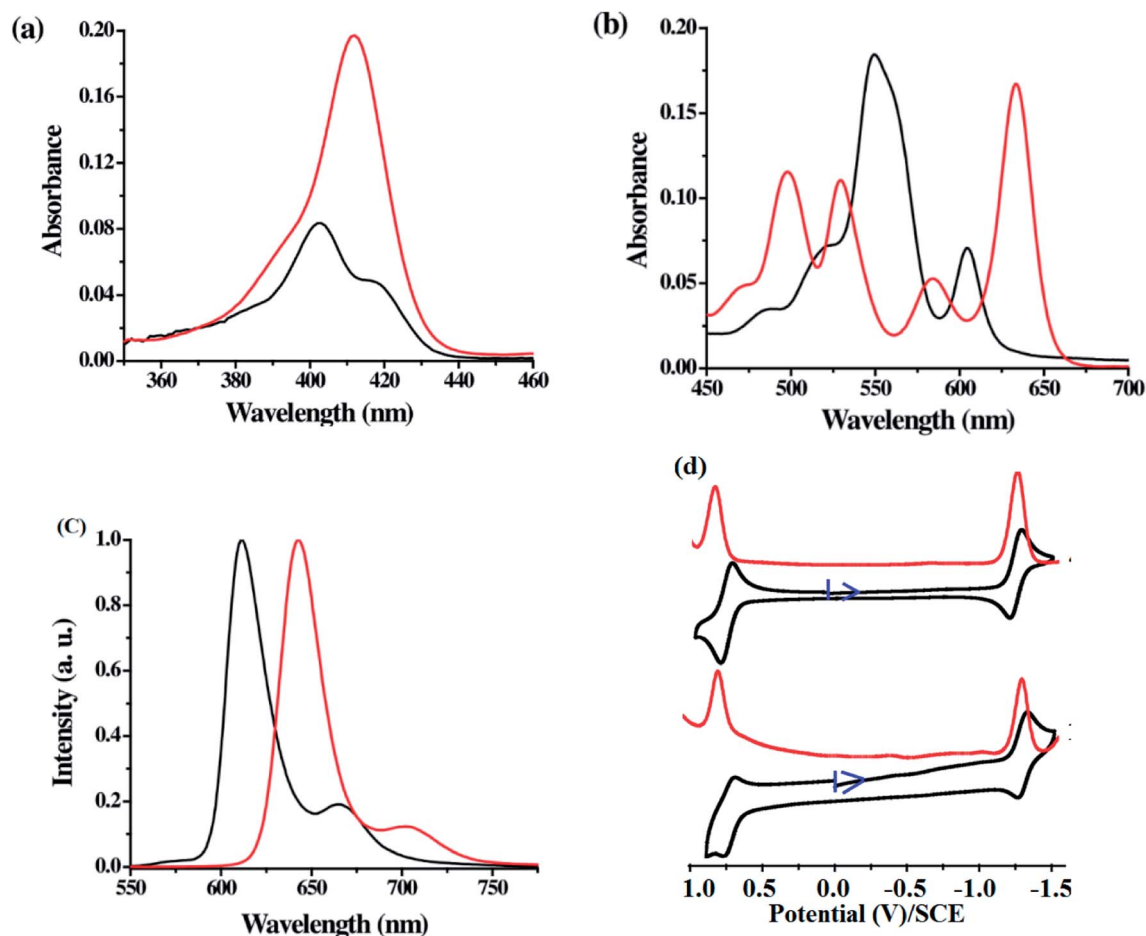 (a)
0.20
0.16
0.12
0.08
0.04
0.00
Absorbance
360 380 400 420 440 460
Wavelength (nm)
(b)
0.20
0.15
0.10
0.05
0.00
Absorbance
450 500 550 600 650 700
Wavelength (nm)
(C)
1.0
0.8
0.6
0.4
0.2
0.0
Intensity (a. u.)
550 600 650 700 750
Wavelength (nm)
(d)
1.0 0.5 0.0 -0.5 -1.0 -1.5
Potential (V)/SCE